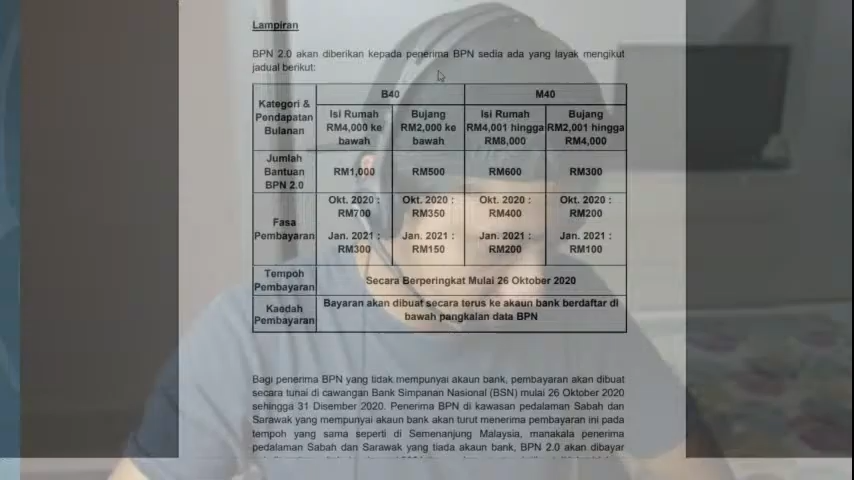 Lampiran
BPN 2.0 akan diberikan kepada penerima BPN sedia ada yang layak mengikut
jadual berikut:
Kategori &
Pendapatan
Bulanan
B40
M40
Isi Rumah
RM4,000 ke
bawah
Bujang
RM2,000 ke
bawah
Isi Rumah
RM4,001 hingga
RM8,000
Bujang
RM2,001 hingga
RM4,000
Jumlah
Bantuan
BPN 2.0
RM1,000
RM500
RM600
RM300
Fasa
Pembayaran
Okt. 2020 :
RM700
Jan. 2021 :
RM300
Okt. 2020 :
RM350
Jan. 2021 :
RM150
Okt. 2020 :
RM400
Jan. 2021 :
RM200
Okt. 2020 :
RM200
Jan. 2021 :
RM100
Tempoh
Pembayaran
Secara Berperingkat Mulai 26 Oktober 2020
Kaedah
Pembayaran
Bayaran akan dibuat secara terus ke akaun bank berdaftar di
bawah pangkalan data BPN
Bagi penerima BPN yang tidak mempunyai akaun bank, pembayaran akan dibuat
secara tunai di cawangan Bank Simpanan Nasional (BSN) mulai 26 Oktober 2020
sehingga 31 Disember 2020. Penerima BPN di kawasan pedalaman Sabah dan
Sarawak yang mempunyai akaun bank akan turut menerima pembayaran ini pada
tempoh yang sama seperti di Semenanjung Malaysia, manakala penerima
pedalaman Sabah dan Sarawak yang tiada akaun bank, BPN 2.0 akan dibayar